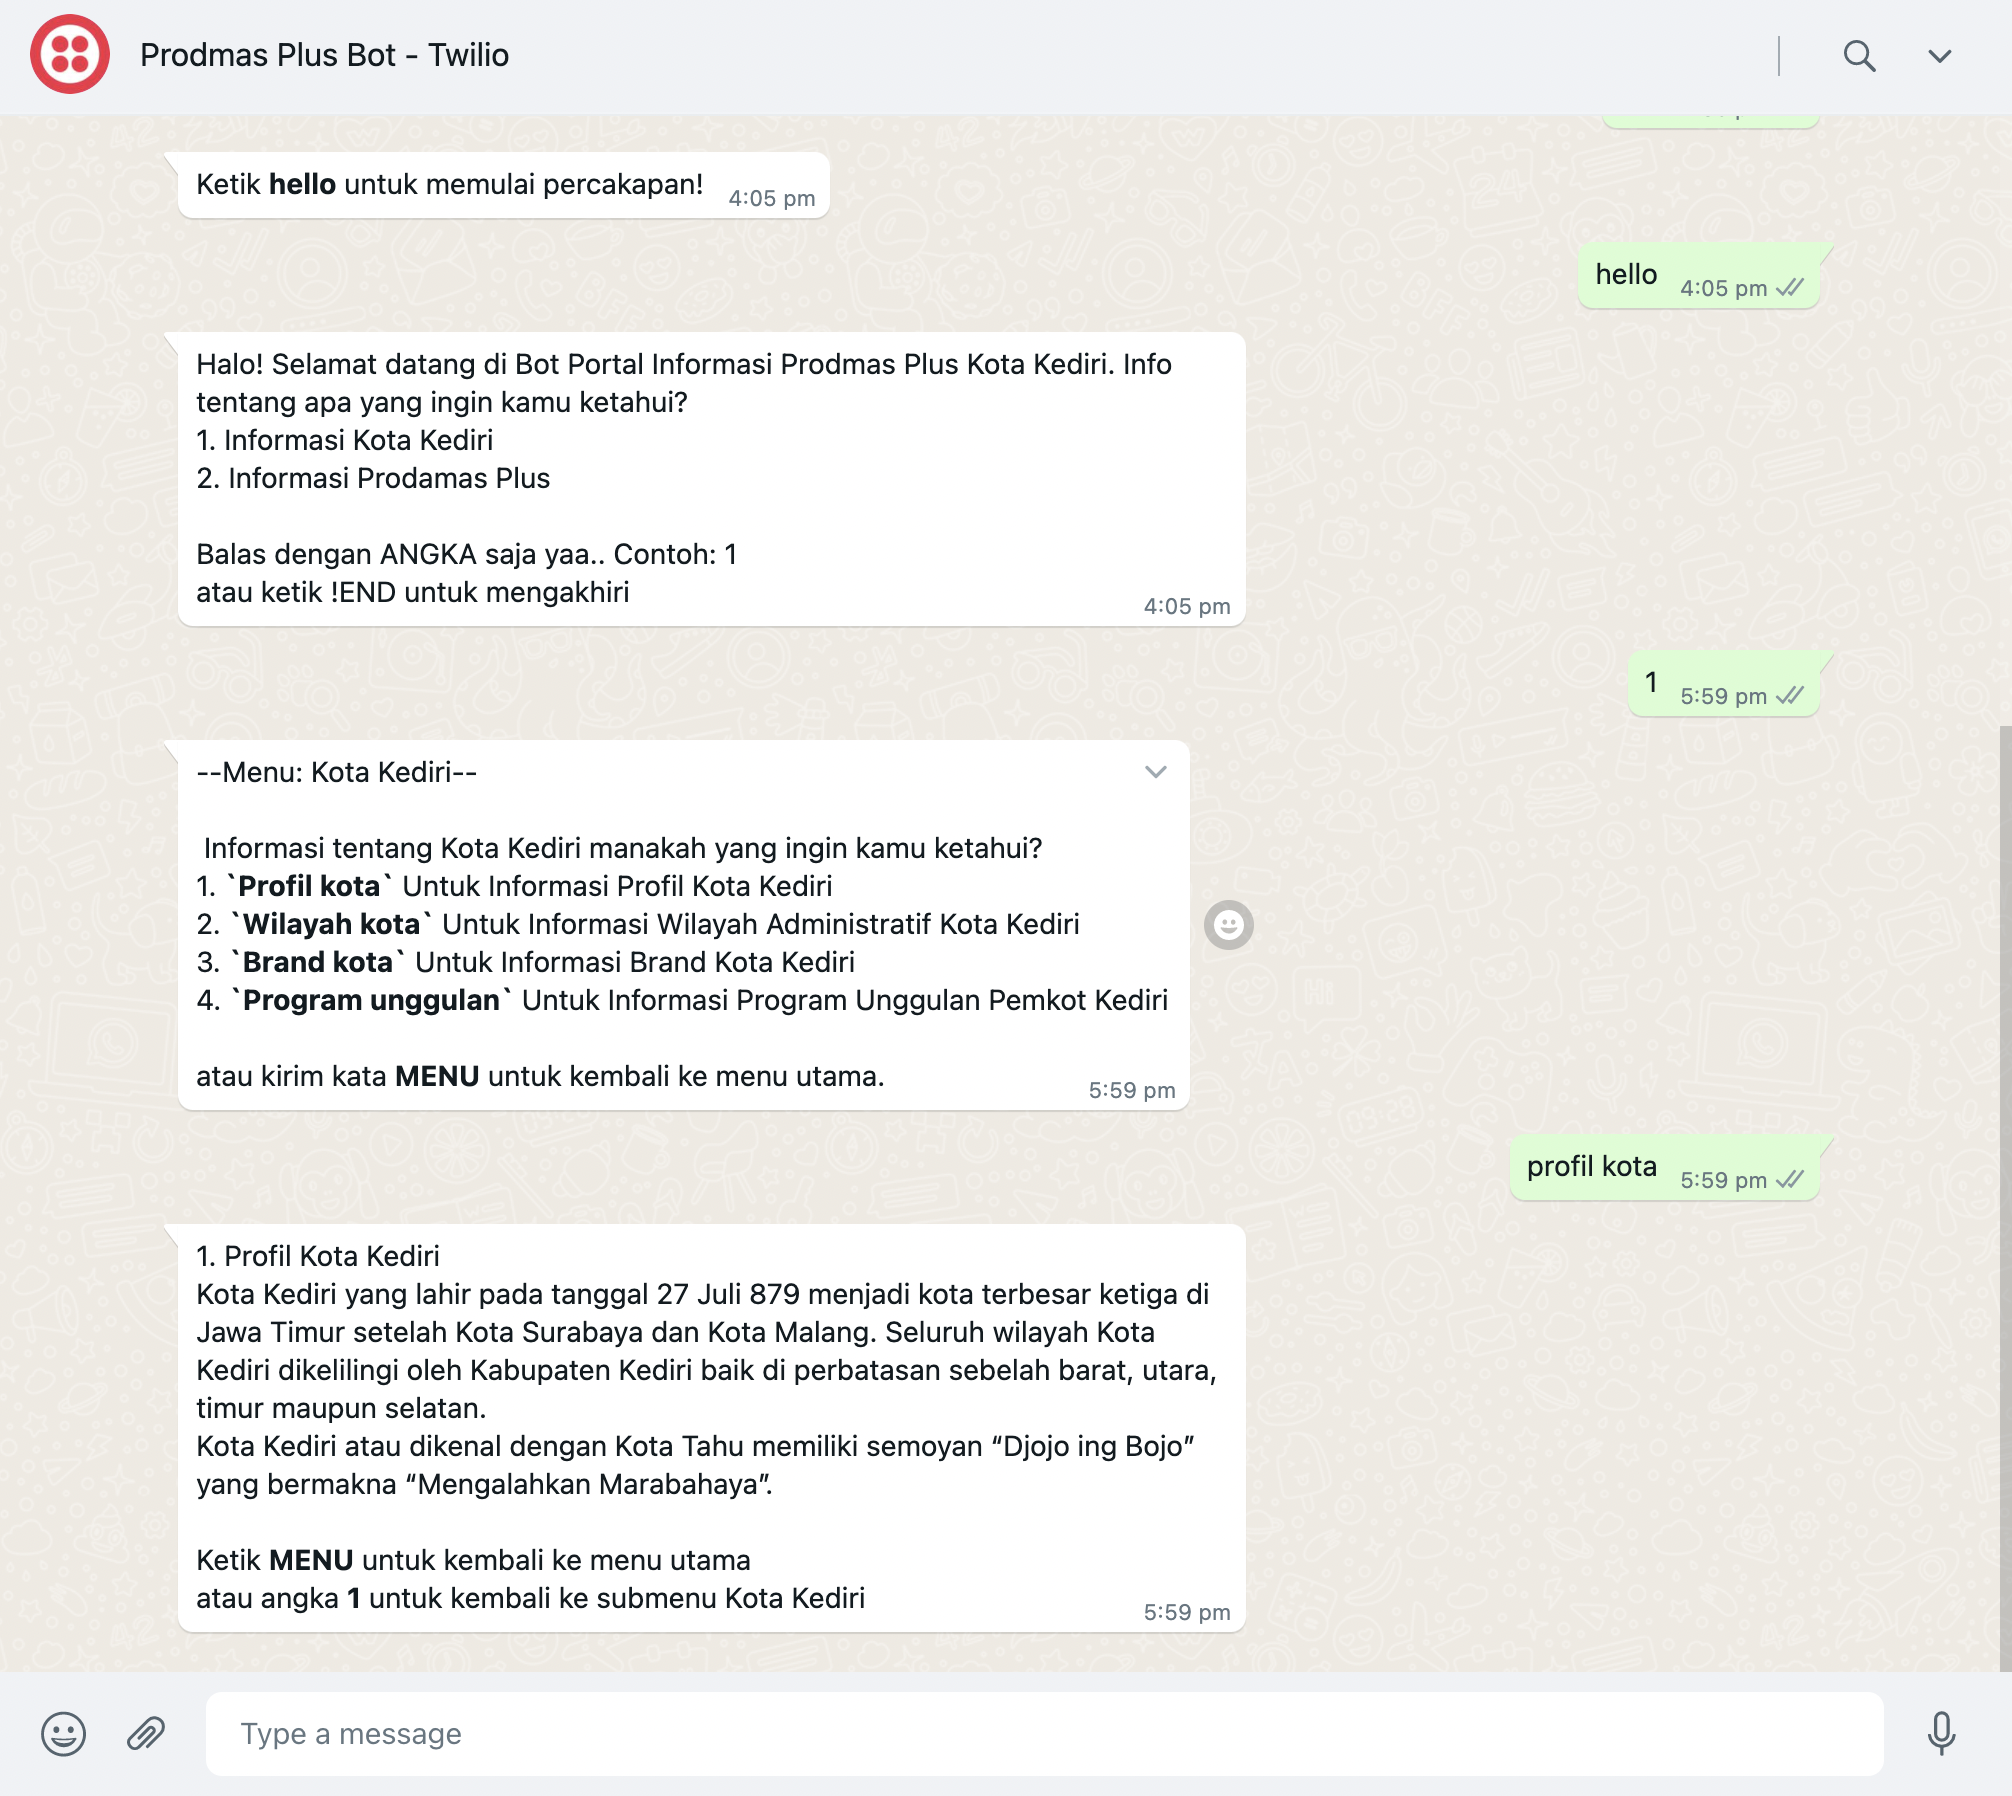 Prodmas Plus Bot - Twilio
Ketik hello untuk memulai percakapan!
4:05 pm
hello
4:05 pm
Halo! Selamat datang di Bot Portal Informasi Prodmas Plus Kota Kediri. Info
tentang apa yang ingin kamu ketahui?
1. Informasi Kota Kediri
2. Informasi Prodamas Plus
Balas dengan ANGKA saja yaa.. Contoh: 1
atau ketik !END untuk mengakhiri
4:05 pm
1
5:59 pm
--Menu: Kota Kediri--
Informasi tentang Kota Kediri manakah yang ingin kamu ketahui?
1. `Profil kota` Untuk Informasi Profil Kota Kediri
2. `Wilayah kota` Untuk Informasi Wilayah Administratif Kota Kediri
3. `Brand kota` Untuk Informasi Brand Kota Kediri
4. `Program unggulan` Untuk Informasi Program Unggulan Pemkot Kediri
atau kirim kata MENU untuk kembali ke menu utama.
5:59 pm
profil kota
5:59 pm
1. Profil Kota Kediri
Kota Kediri yang lahir pada tanggal 27 Juli 879 menjadi kota terbesar ketiga di
Jawa Timur setelah Kota Surabaya dan Kota Malang. Seluruh wilayah Kota
Kediri dikelilingi oleh Kabupaten Kediri baik di perbatasan sebelah barat, utara,
timur maupun selatan.
Kota Kediri atau dikenal dengan Kota Tahu memiliki semoyan “Djojo ing Bojo”
yang bermakna “Mengalahkan Marabahaya”.
Ketik MENU untuk kembali ke menu utama
atau angka 1 untuk kembali ke submenu Kota Kediri
5:59 pm
Type a message